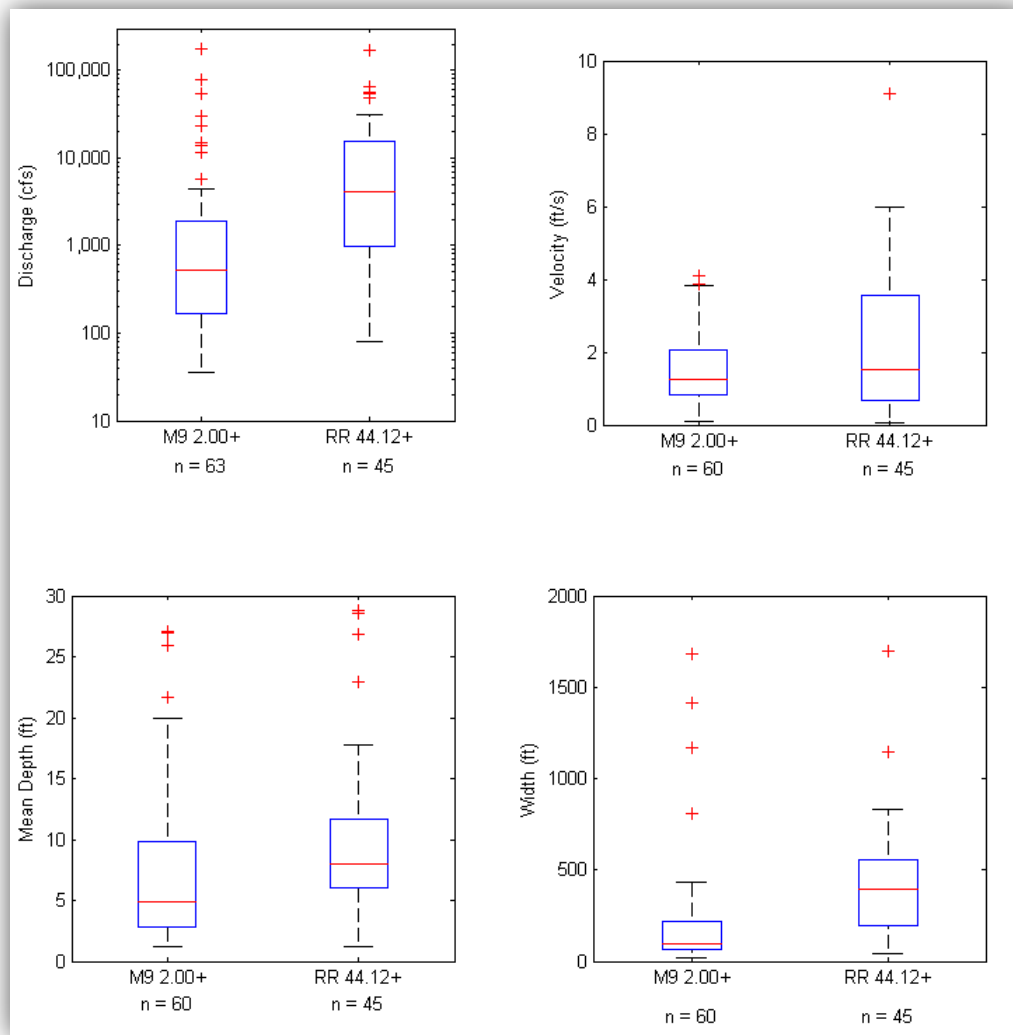 Discharge (cfs)
100,000
10,000
1,000
100
10
M9 2.00+ RR 44.12+
n = 63 n = 45
Velocity (ft/s)
10
8
6
4
2
0
M9 2.00+ RR 44.12+
n = 60 n = 45
Mean Depth (ft)
30
25
20
15
10
5
0
M9 2.00+ RR 44.12+
n = 60 n = 45
Width (ft)
2000
1500
1000
500
0
M9 2.00+ RR 44.12+
n = 60 n = 45